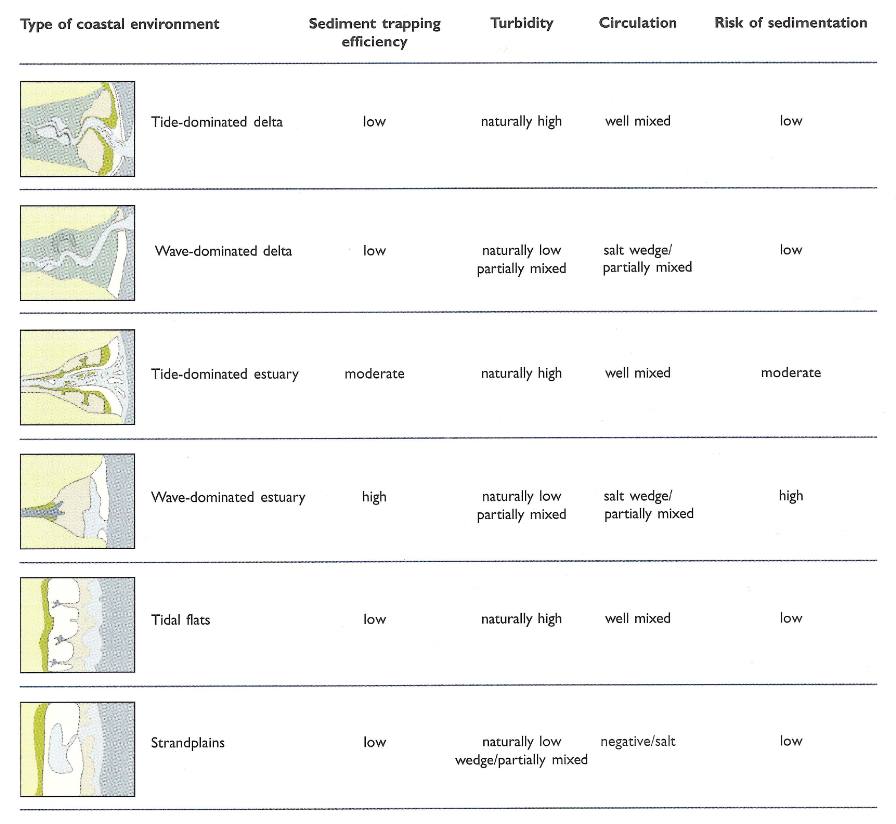 Type of coastal environment Sediment trapping efficiency Turbidity Circulation Risk of sedimentation
Tide-dominated delta low naturally high well mixed low
Wave-dominated delta low naturally low salt wedge/ low
partially mixed partially mixed
Tide-dominated estuary moderate naturally high well mixed moderate
Wave-dominated estuary high naturally low salt wedge/ high
partially mixed partially mixed
Tidal flats low naturally high well mixed low
Strandplains low naturally low negative/salt low
wedge/partially mixed